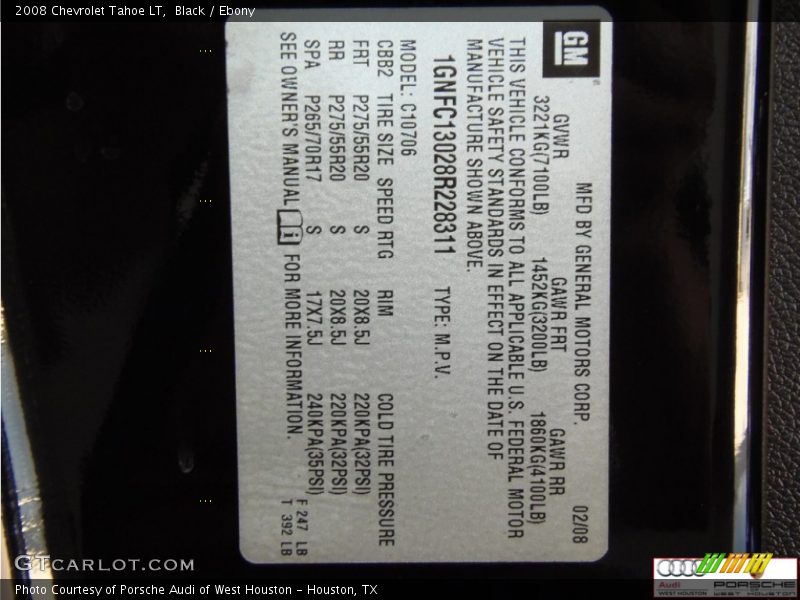 2008 Chevrolet Tahoe LT, Black / Ebony
GM
MFD BY GENERAL MOTORS CORP. 02/08
GVWR GAWR FRT GAWR RR
3221KG(7100LB) 1452KG(3200LB) 1860KG(4100LB)
THIS VEHICLE CONFORMS TO ALL APPLICABLE U.S. FEDERAL MOTOR
VEHICLE SAFETY STANDARDS IN EFFECT ON THE DATE OF
MANUFACTURE SHOWN ABOVE.
1GNFC13028R228311 TYPE: M.P.V.
MODEL: C10706
CBB2 TIRE SIZE SPEED RTG RIM COLD TIRE PRESSURE
FRT P275/55R20 S 20X8.5J 220KPA(32PSI)
RR P275/55R20 S 20X8.5J 220KPA(32PSI)
SPA P265/70R17 S 17X7.5J 240KPA(35PSI)
SEE OWNER'S MANUAL i FOR MORE INFORMATION.
F 247 LB
T 392 LB
GTCARLOT.COM
Audi PORSCHE
WEST HOUSTON WEST HOUSTON
Photo Courtesy of Porsche Audi of West Houston - Houston, TX